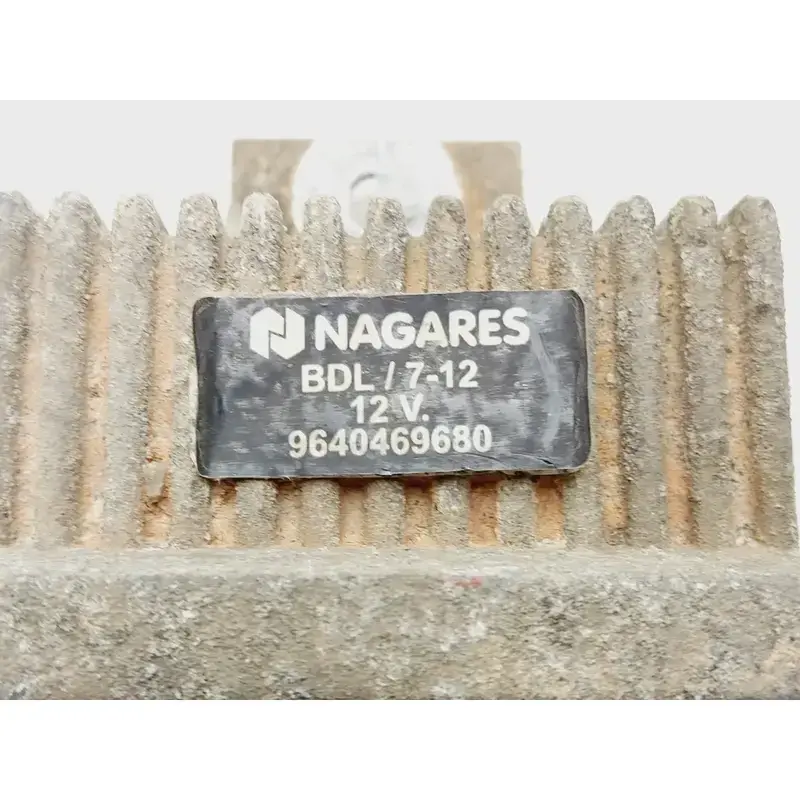 NAGARES
BDL / 7-12
12 V.
9640469680